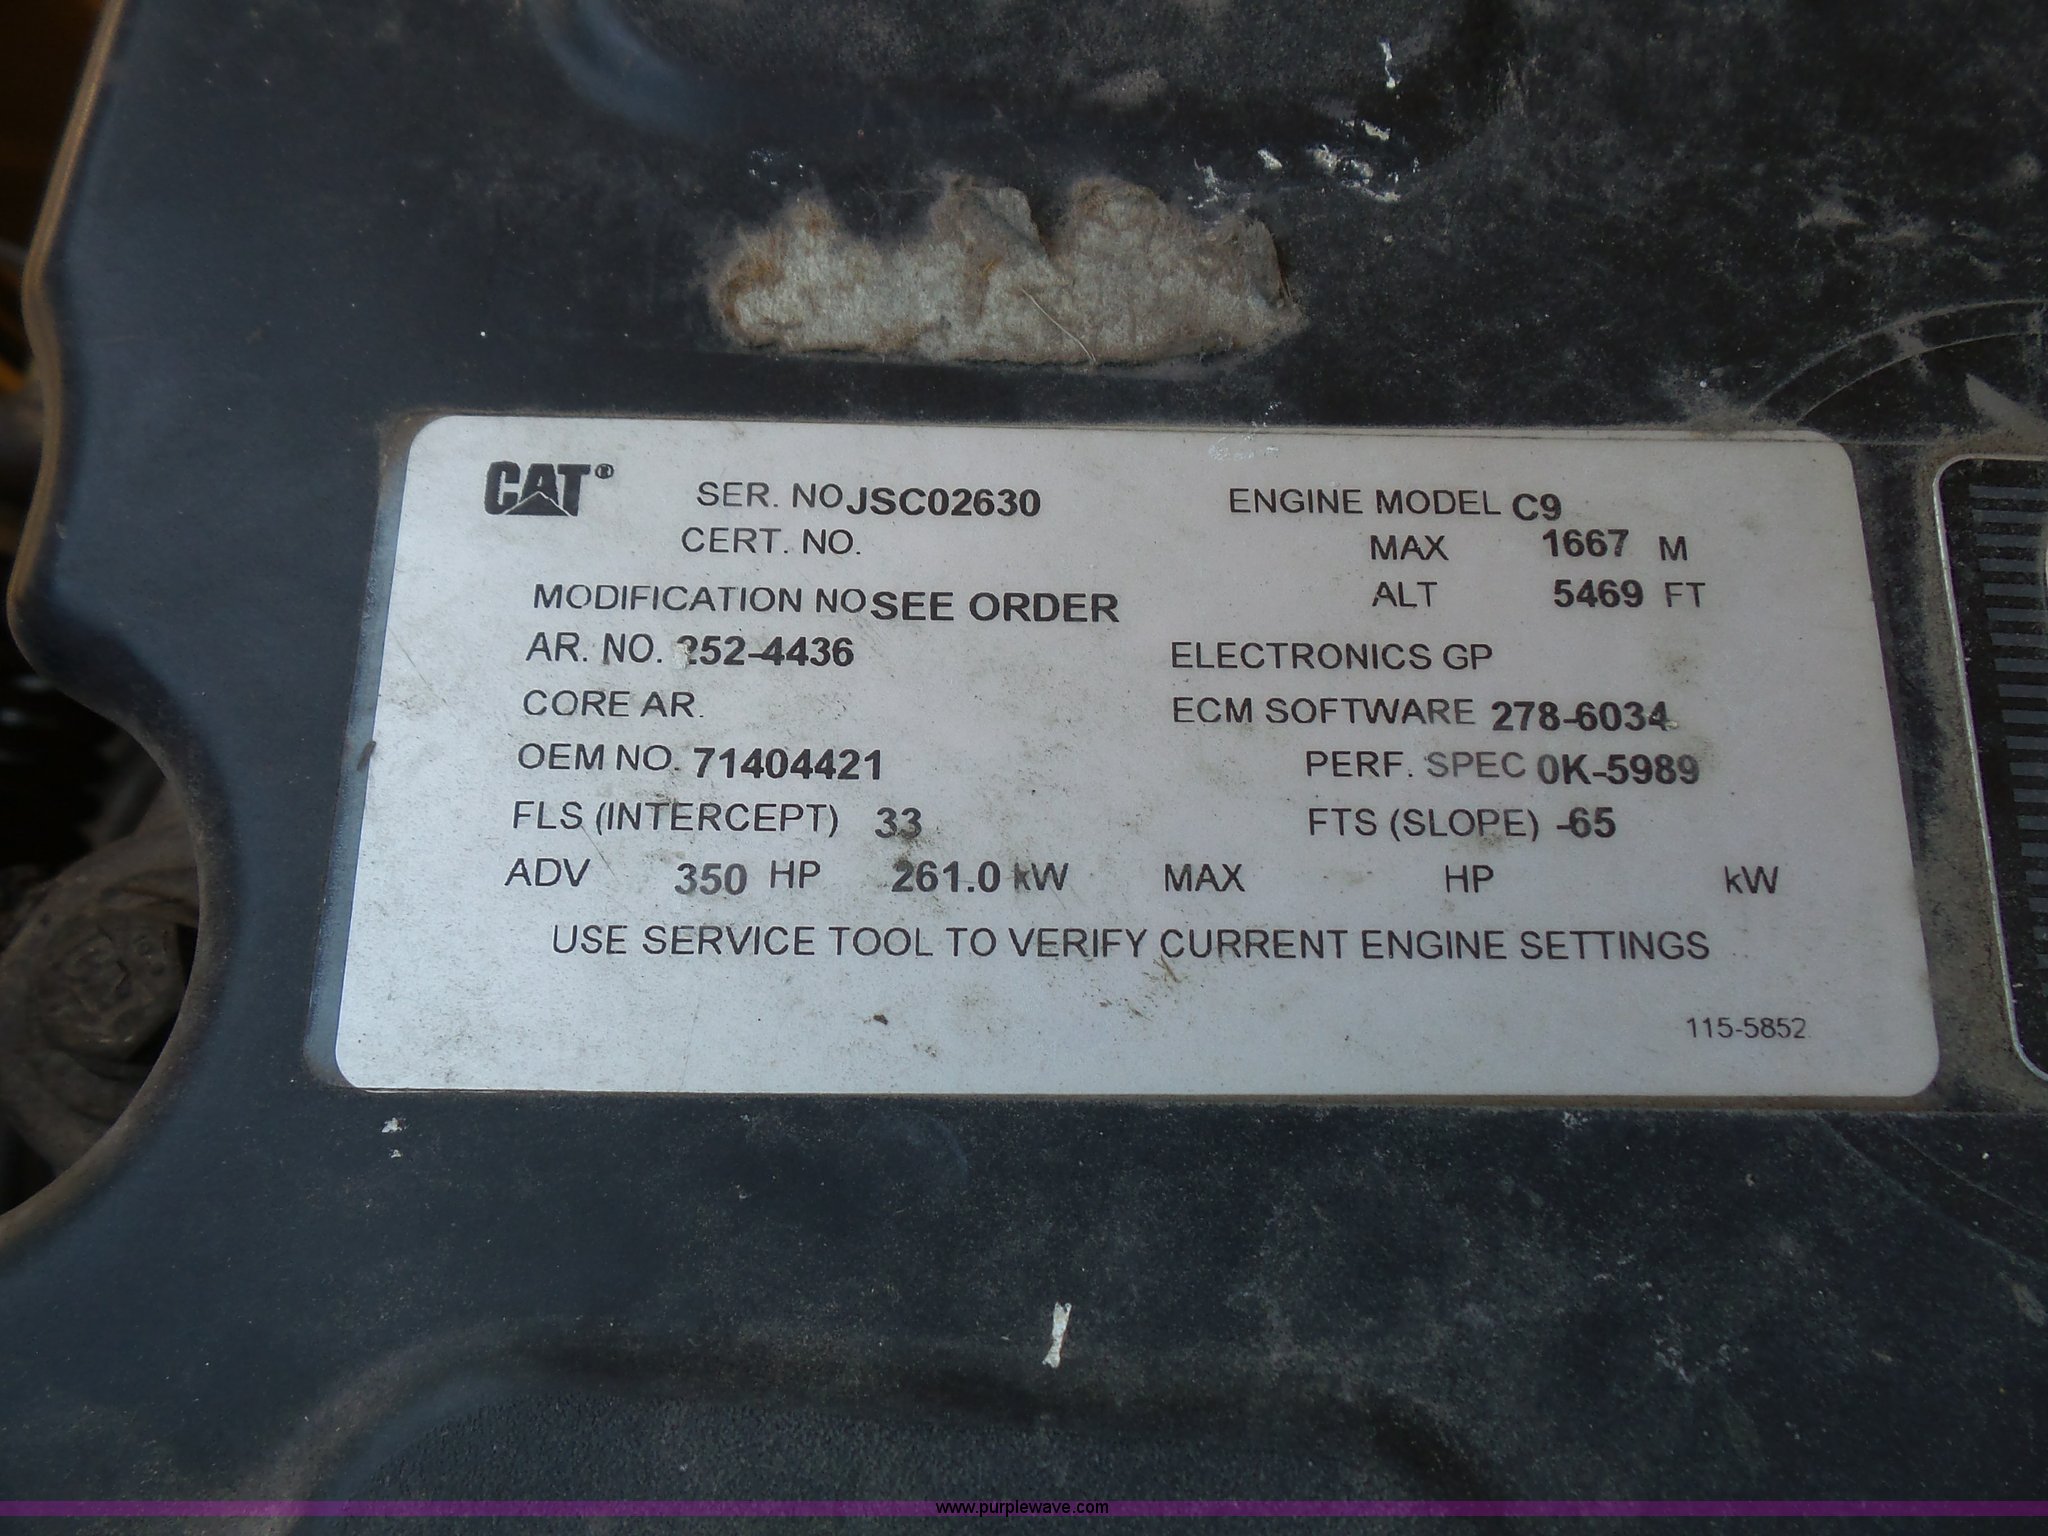 CAT® SER. NO JSC02630 ENGINE MODEL C9
CERT. NO. MAX 1667 M
MODIFICATION NO SEE ORDER ALT 5469 FT
AR. NO. 252-4436 ELECTRONICS GP
CORE AR. ECM SOFTWARE 278-6034
OEM NO. 71404421 PERF. SPEC 0K-5989
FLS (INTERCEPT) 33 FTS (SLOPE) -65
ADV 350 HP 261.0 kW MAX HP kW
USE SERVICE TOOL TO VERIFY CURRENT ENGINE SETTINGS
115-5852
www.purplewave.com